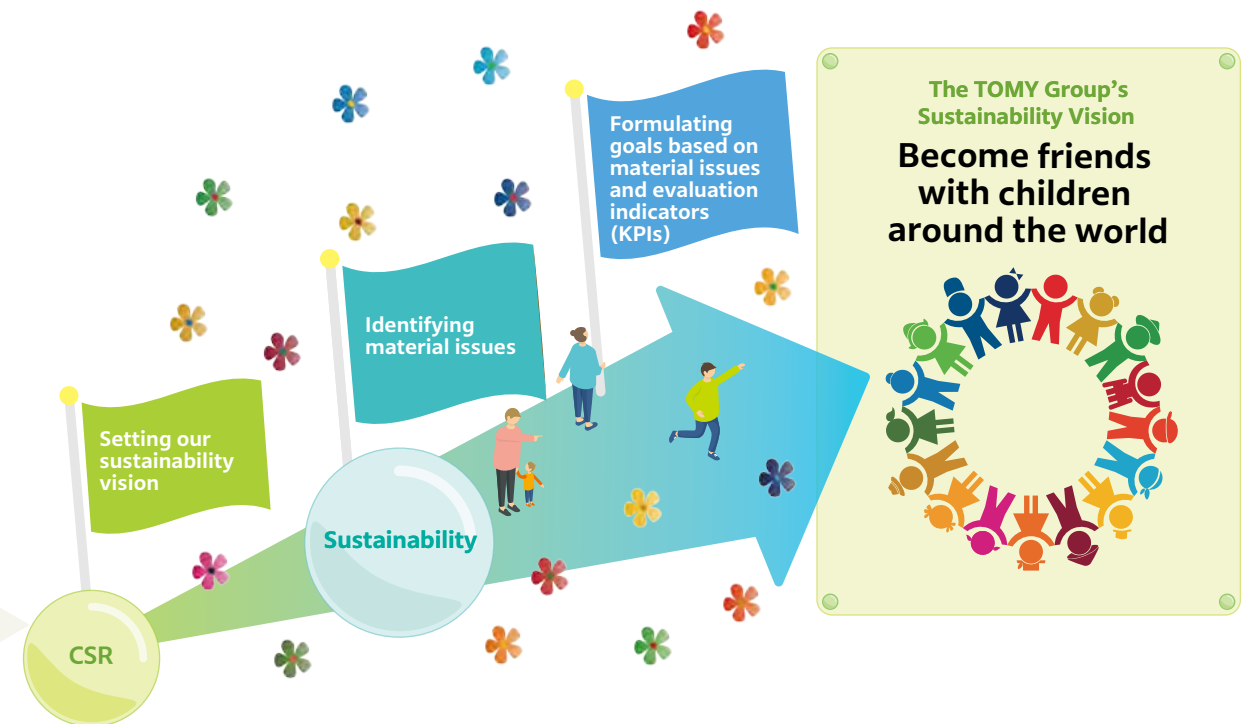 The TOMY Group's
Sustainability Vision
Become friends
with children
around the world
Formulating
goals based on
material issues
and evaluation
indicators
(KPIs)
Identifying
material issues
Setting our
sustainability
vision
Sustainability
CSR